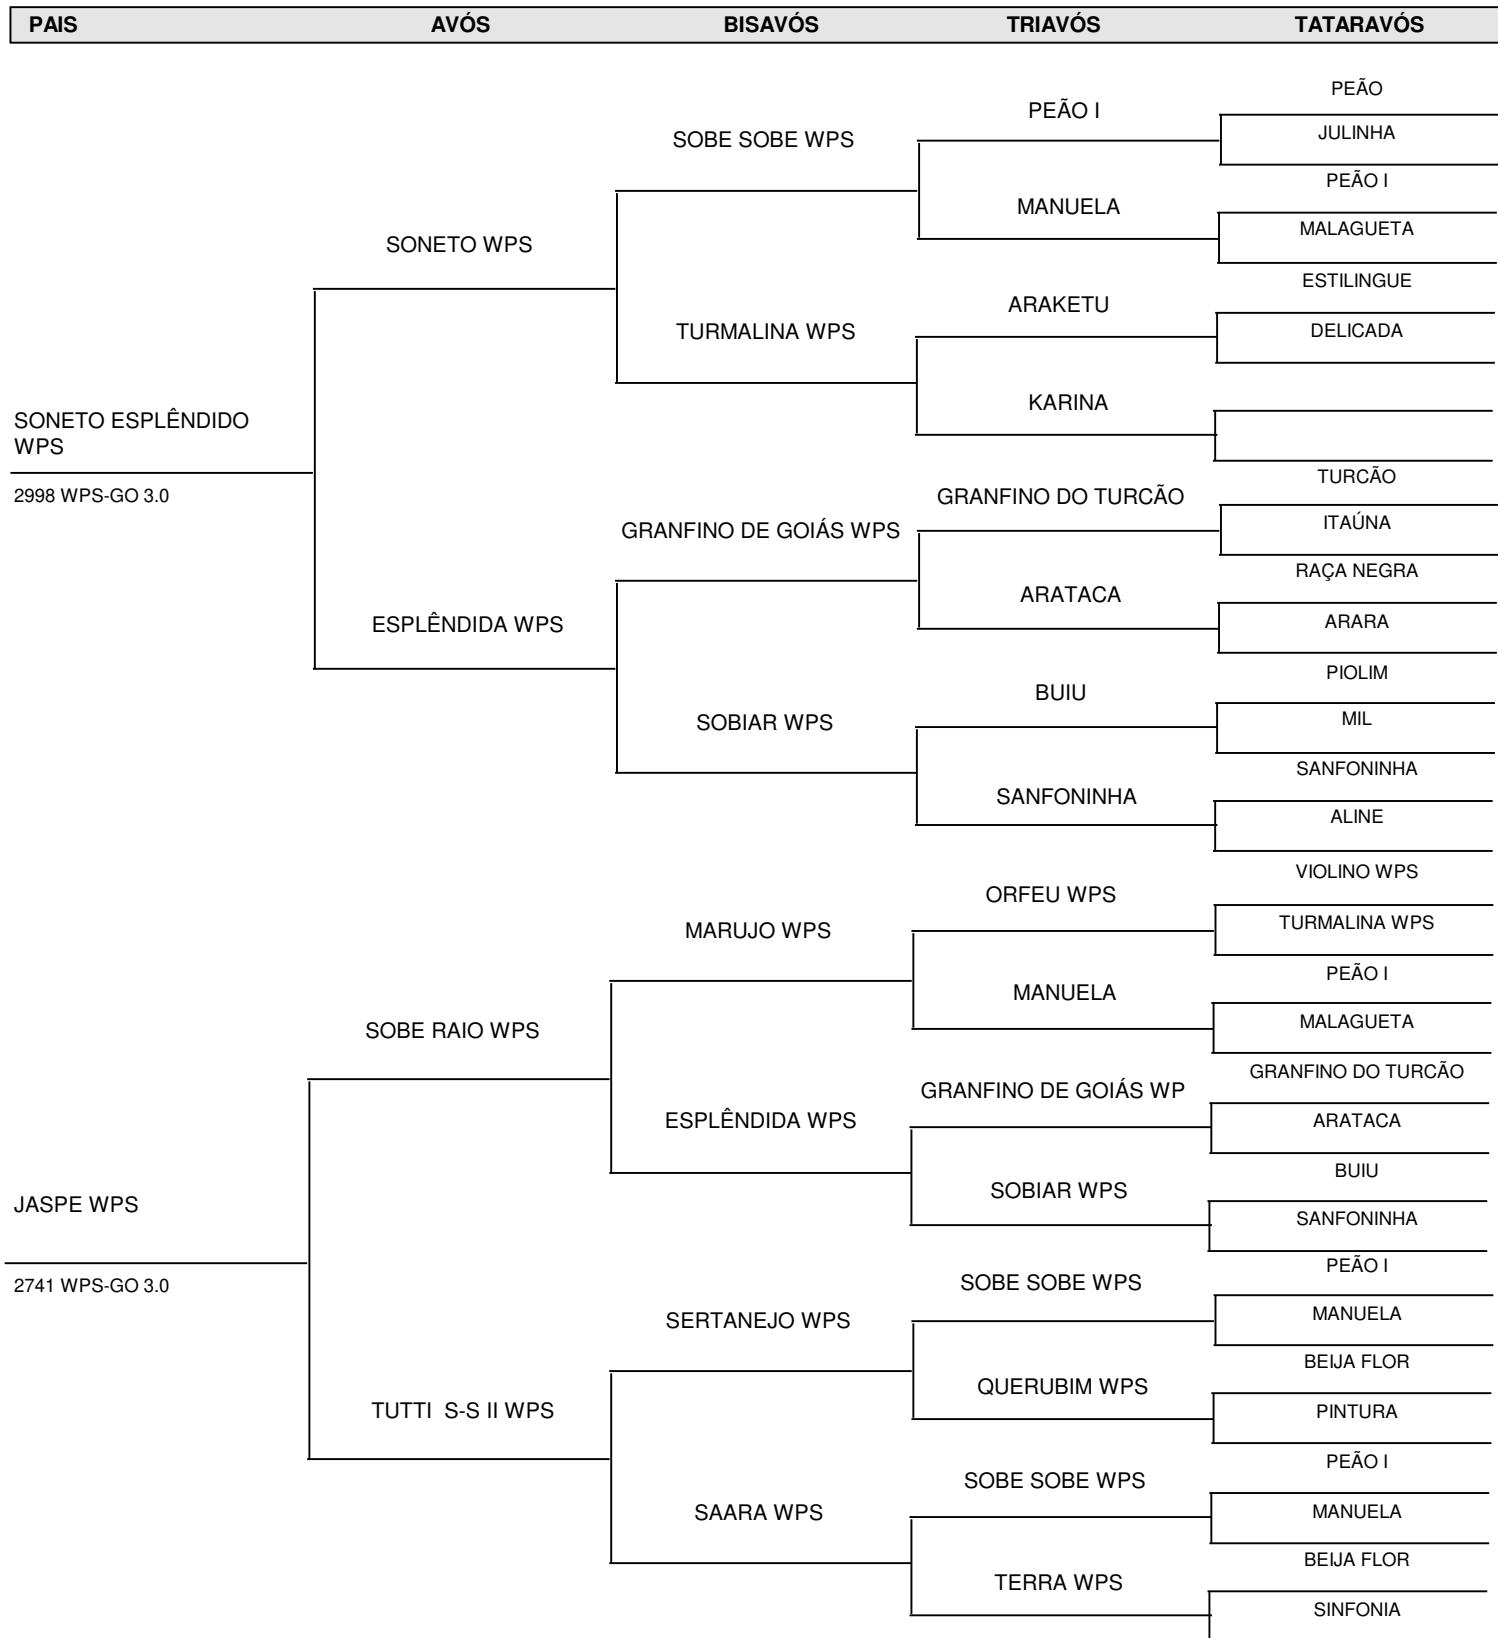 PAIS AVÓS BISAVÓS TRIAVÓS TATARAVÓS
PEÃO
PEÃO I
JULINHA
SOBE SOBE WPS
PEÃO I
MANUELA
MALAGUETA
SONETO WPS
ESTILINGUE
ARAKETU
DELICADA
TURMALINA WPS
KARINA
SONETO ESPLÊNDIDO
WPS
TURCÃO
2998 WPS-GO 3.0
GRANFINO DO TURCÃO
ITAÚNA
GRANFINO DE GOIÁS WPS
RAÇA NEGRA
ARATACA
ARARA
ESPLÊNDIDA WPS
PIOLIM
BUIU
MIL
SOBIAR WPS
SANFONINHA
SANFONINHA
ALINE
VIOLINO WPS
ORFEU WPS
TURMALINA WPS
MARUJO WPS
PEÃO I
MANUELA
MALAGUETA
SOBE RAIO WPS
GRANFINO DO TURCÃO
GRANFINO DE GOIÁS WP
ARATACA
ESPLÊNDIDA WPS
BUIU
SOBIAR WPS
JASPE WPS
SANFONINHA
PEÃO I
2741 WPS-GO 3.0
SOBE SOBE WPS
MANUELA
SERTANEJO WPS
BEIJA FLOR
QUERUBIM WPS
TUTTI S-S II WPS
PINTURA
PEÃO I
SOBE SOBE WPS
SAARA WPS
MANUELA
BEIJA FLOR
TERRA WPS
SINFONIA